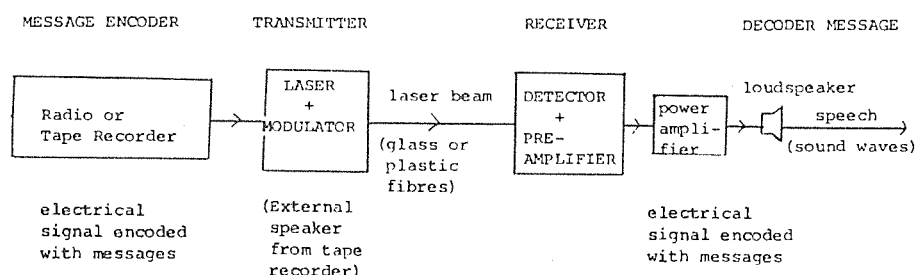 MESSAGE ENCODER TRANSMITTER RECEIVER DECODER MESSAGE
Radio or
Tape Recorder
LASER
+
MODULATOR
laser beam
(glass or
plastic
fibres)
DETECTOR
+
PRE-
AMPLIFIER
power
ampli-
fier
loudspeaker
speech
(sound waves)
electrical
signal encoded
with messages
(External
speaker
from tape
recorder)
electrical
signal encoded
with messages